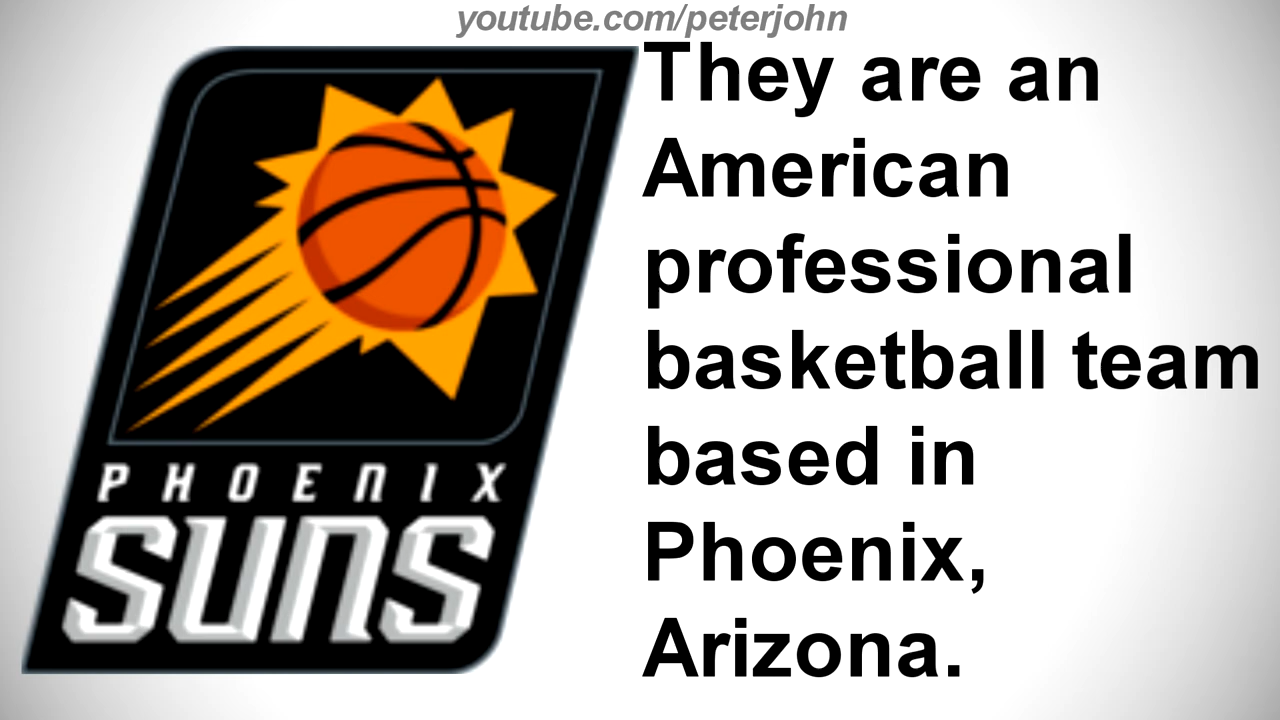 youtube.com/peterjohn
They are an
American
professional
basketball team
based in
Phoenix,
Arizona.
PHOENIX
SUNS